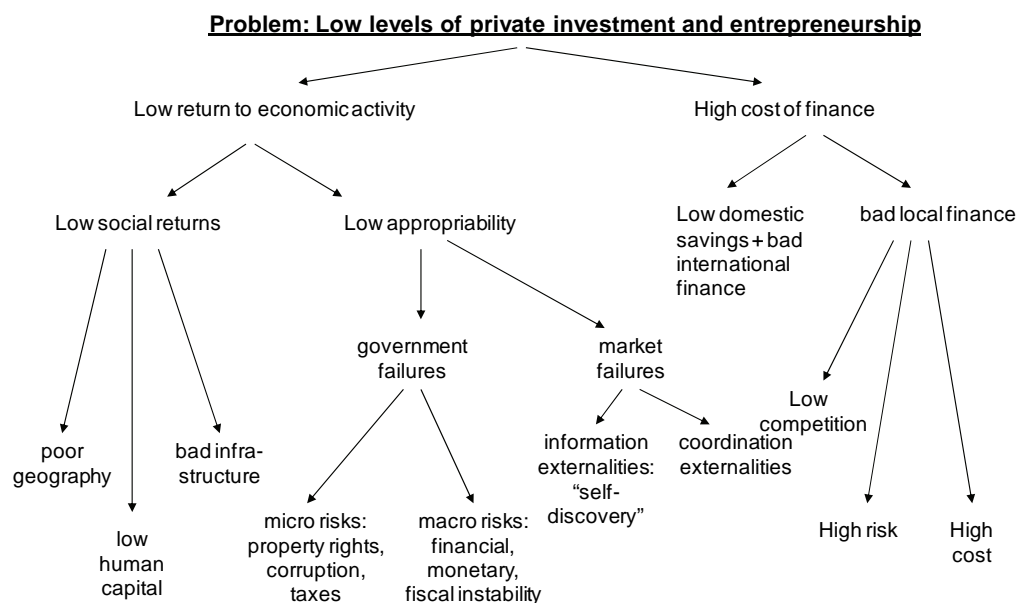 Problem: Low levels of private investment and entrepreneurship
Low return to economic activity
High cost of finance
Low social returns
Low appropriability
Low domestic
savings + bad
international
finance
bad local finance
government
failures
market
failures
Low
competition
poor
geography
bad infra-
structure
information
externalities:
“self-
discovery”
coordination
externalities
low
human
capital
micro risks:
property rights,
corruption,
taxes
macro risks:
financial,
monetary,
fiscal instability
High risk
High
cost